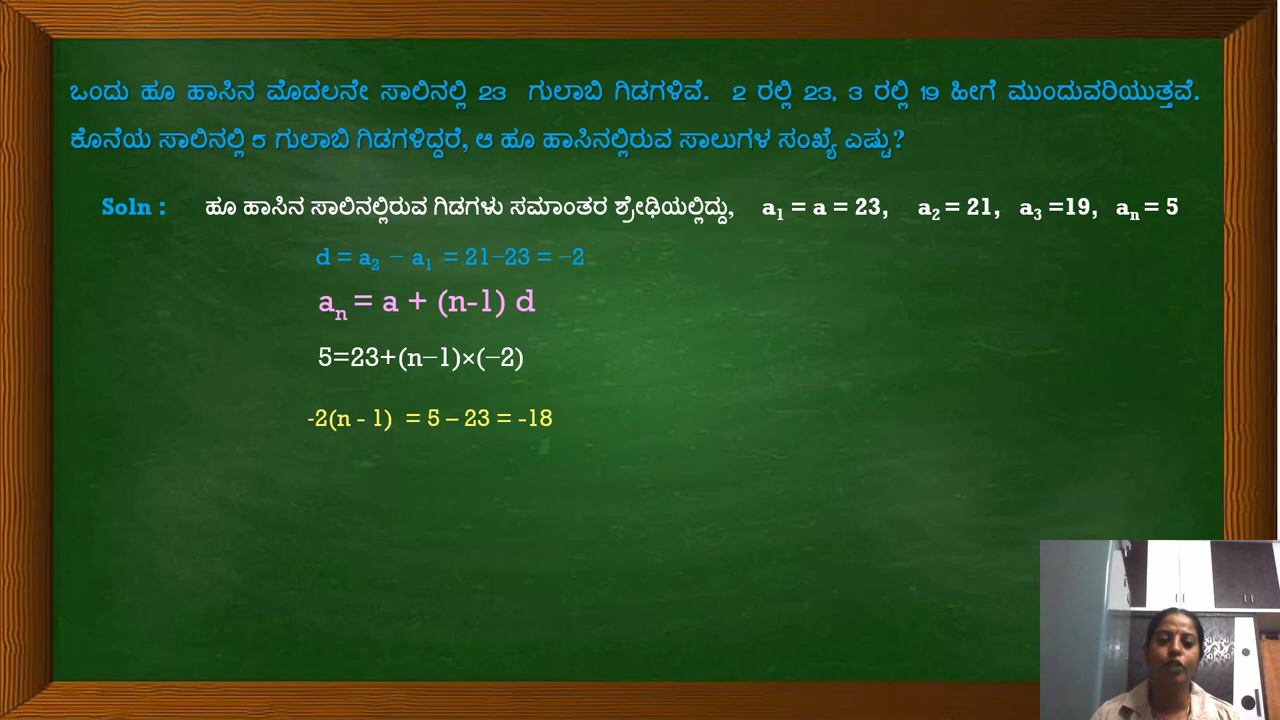 ಒಂದು ಹೂ ಹಾಸಿನ ಮೊದಲನೇ ಸಾಲಿನಲ್ಲಿ 23 ಗುಲಾಬಿ ಗಿಡಗಳಿವೆ. 2 ರಲ್ಲಿ 23, 3 ರಲ್ಲಿ 19 ಹೀಗೆ ಮುಂದುವರಿಯುತ್ತವೆ.
ಕೊನೆಯ ಸಾಲಿನಲ್ಲಿ 5 ಗುಲಾಬಿ ಗಿಡಗಳಿದ್ದರೆ, ಆ ಹೂ ಹಾಸಿನಲ್ಲಿರುವ ಸಾಲುಗಳ ಸಂಖ್ಯೆ ಎಷ್ಟು?
Soln : ಹೂ ಹಾಸಿನ ಸಾಲಿನಲ್ಲಿರುವ ಗಿಡಗಳು ಸಮಾಂತರ ಶ್ರೇಢಿಯಲ್ಲಿದ್ದು, a₁ = a = 23, a₂ = 21, a₃ =19, aₙ = 5
d = a₂ − a₁ = 21−23 = −2
aₙ = a + (n-1) d
5=23+(n−1)×(−2)
-2(n - 1) = 5 – 23 = -18